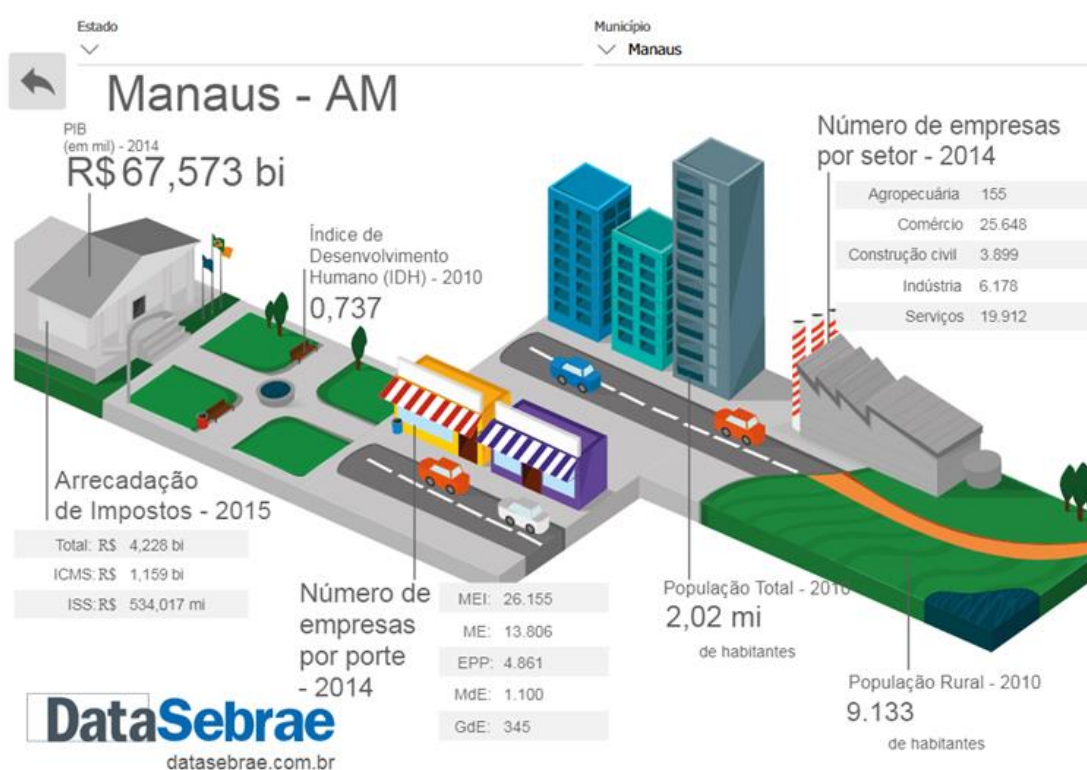 Estado
Município
Manaus
Manaus - AM
PIB
(em mil) - 2014
R$ 67,573 bi
Índice de
Desenvolvimento
Humano (IDH) - 2010
0,737
Número de empresas
por setor - 2014
Agropecuária 155
Comércio 25.648
Construção civil 3.899
Indústria 6.178
Serviços 19.912
Arrecadação
de Impostos - 2015
Total: R$ 4,228 bi
ICMS: R$ 1,159 bi
ISS: R$ 534,017 mi
Número de
empresas
por porte
- 2014
MEI: 26.155
ME: 13.806
EPP: 4.861
MdE: 1.100
GdE: 345
População Total - 2010
2,02 mi
de habitantes
População Rural - 2010
9.133
de habitantes
DataSebrae
datasebrae.com.br